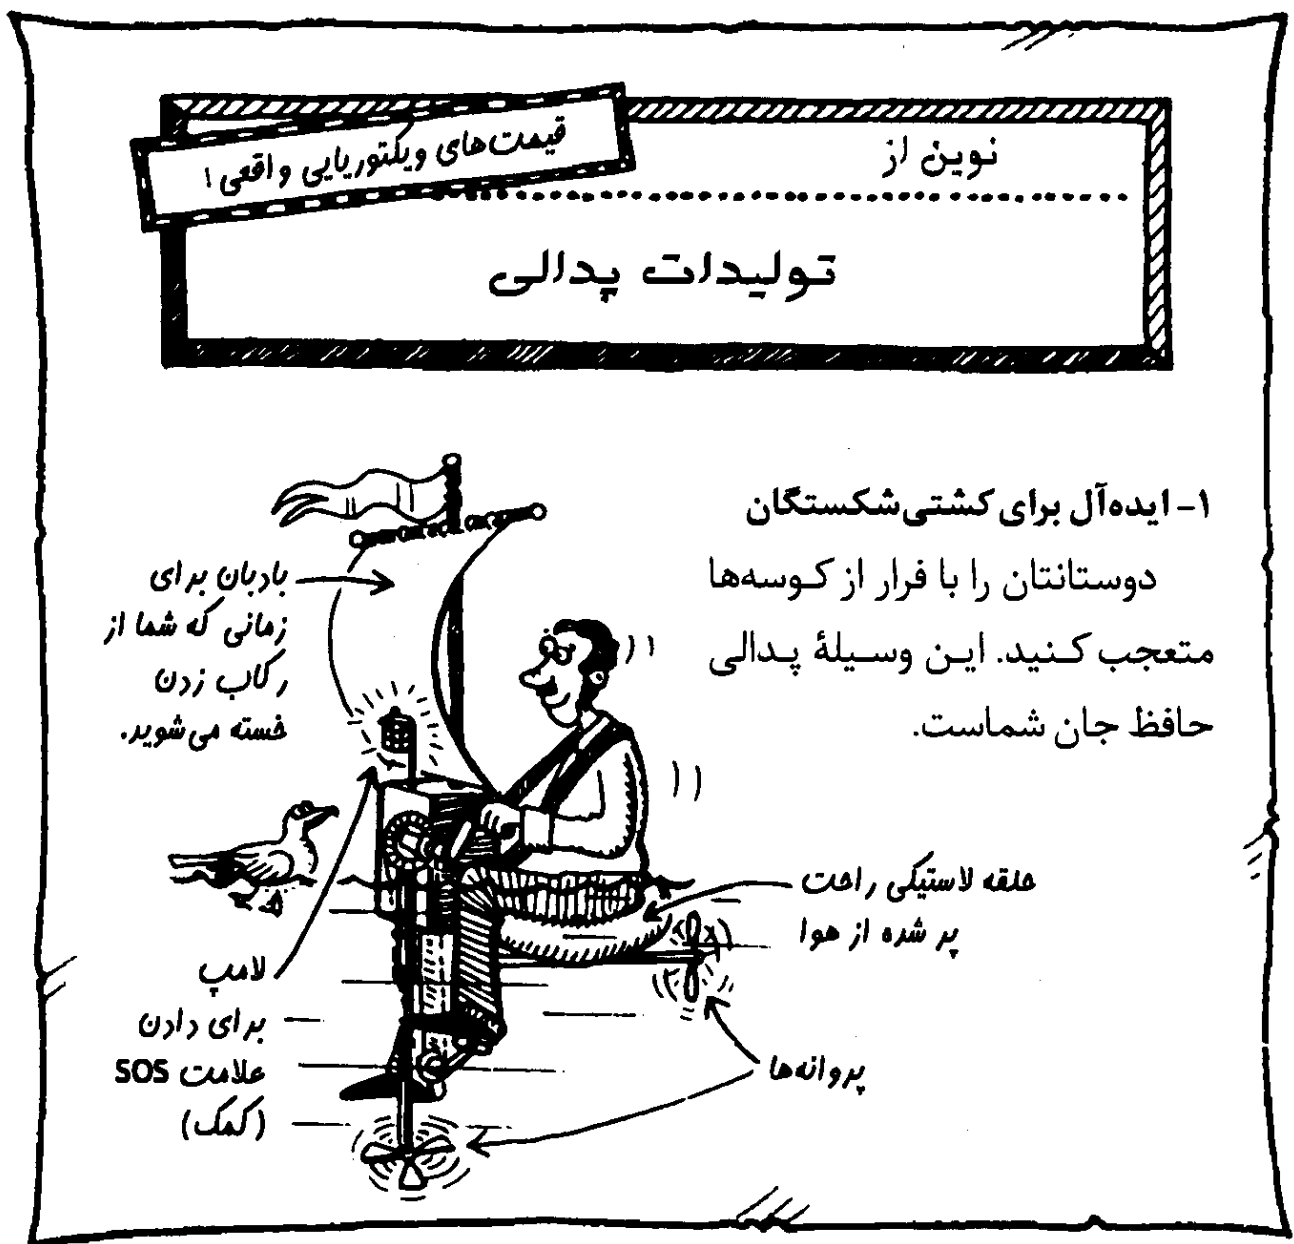 قیمت‌های ویکتوریایی واقعی!
نوین از
تولیدات پدالی
۱- ایده‌آل برای کشتی‌شکستگان
دوستانتان را با فرار از کوسه‌ها
متعجب کنید. این وسیلهٔ پدالی
حافظ جان شماست.
بادبان برای
زمانی که شما از
رکاب زدن
خسته می‌شوید.
حلقه لاستیکی راحت
پر شده از هوا
لامپ
برای دادن
علامت SOS
(کمک)
پروانه‌ها